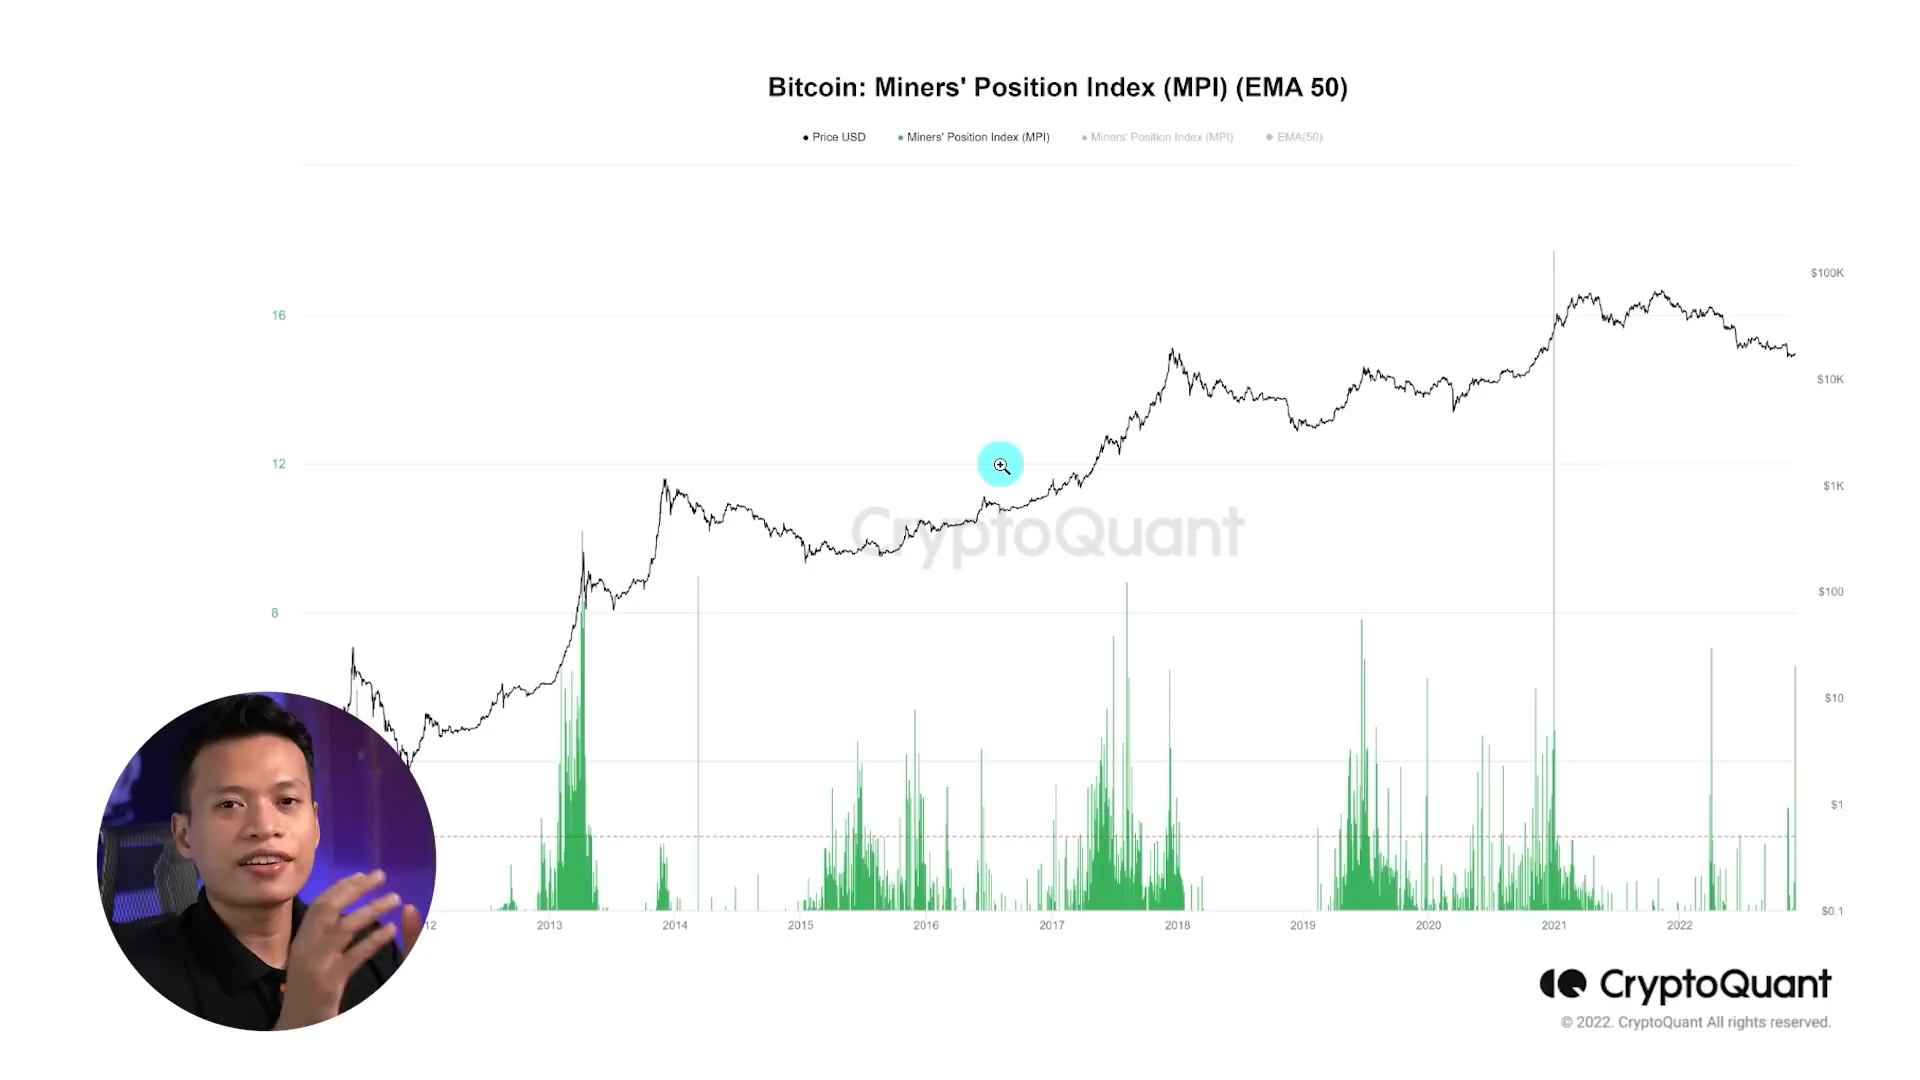 Bitcoin: Miners' Position Index (MPI) (EMA 50)
Price USD Miners' Position Index (MPI) Miners' Position Index (MPI) EMA(50)
$100K
16
$10K
12
$1K
CryptoQuant
$100
8
$10
$1
$0.1
12 2013 2014 2015 2016 2017 2018 2019 2020 2021 2022
CryptoQuant
© 2022. CryptoQuant All rights reserved.